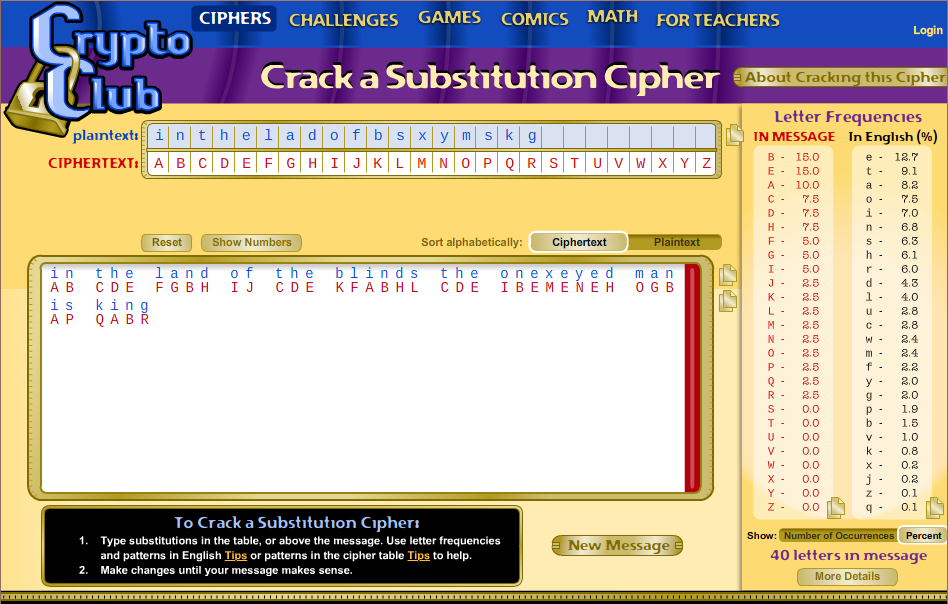 CIPHERS CHALLENGES GAMES COMICS MATH FOR TEACHERS
Login
Crypto Club
Crack a Substitution Cipher
About Cracking this Cipher
plaintext: i n t h e l a d o f b s x y m s k g
CIPHERTEXT: A B C D E F G H I J K L M N O P Q R S T U V W X Y Z
Reset Show Numbers Sort alphabetically: Ciphertext Plaintext
in the land of the blinds the onexeyed man
AB CDE FGBH IJ CDE KFABHL CDE IBEMENEH OGB
is king
AP QABR
To Crack a Substitution Cipher:
1. Type substitutions in the table, or above the message. Use letter frequencies
and patterns in English Tips or patterns in the cipher table Tips to help.
2. Make changes until your message makes sense.
New Message
Letter Frequencies
IN MESSAGE In English (%)
B - 15.0 e - 12.7
E - 15.0 t - 9.1
A - 10.0 a - 8.2
C - 7.5 o - 7.5
D - 7.5 i - 7.0
H - 7.5 n - 6.8
F - 5.0 s - 6.3
G - 5.0 h - 6.1
I - 5.0 r - 6.0
J - 2.5 d - 4.3
K - 2.5 l - 4.0
L - 2.5 u - 2.8
M - 2.5 c - 2.8
N - 2.5 w - 2.4
O - 2.5 m - 2.4
P - 2.5 f - 2.2
Q - 2.5 y - 2.0
R - 2.5 g - 2.0
S - 0.0 p - 1.9
T - 0.0 b - 1.5
U - 0.0 v - 1.0
V - 0.0 k - 0.8
W - 0.0 x - 0.2
X - 0.0 j - 0.2
Y - 0.0 z - 0.1
Z - 0.0 q - 0.1
Show: Number of Occurrences Percent
40 letters in message
More Details